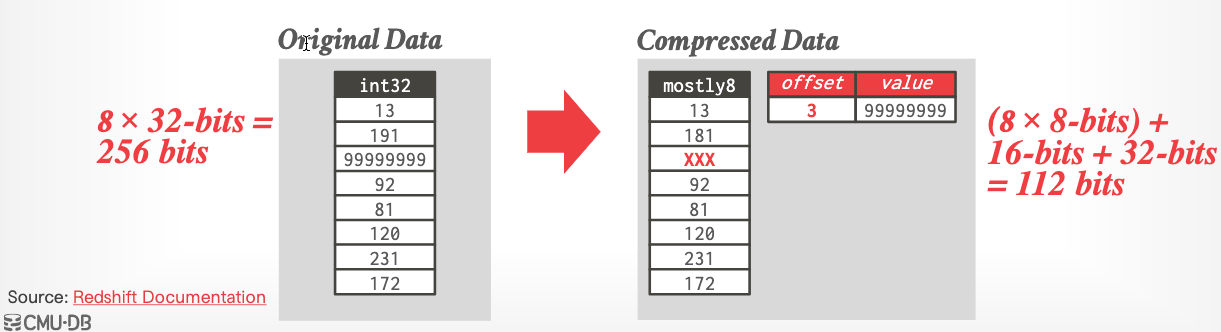 Original Data
Compressed Data
8 × 32-bits =
256 bits
int32
13
191
99999999
92
81
120
231
172
mostly8
13
181
XXX
92
81
120
231
172
offset value
3 99999999
(8 × 8-bits) +
16-bits + 32-bits
= 112 bits
Source: Redshift Documentation
CMU·DB